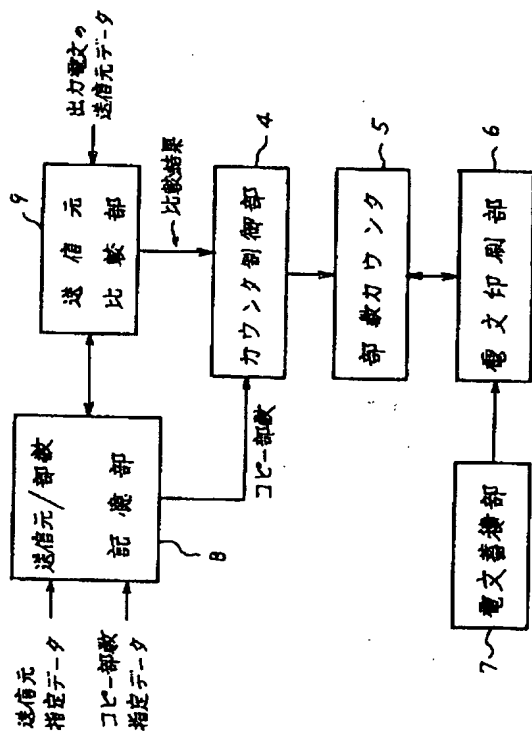 送信元
指定データ
コピー部数
指定データ
送信元/部数
記憶部
8
送信元
比較部
9
出力電文の
送信元データ
比較結果
コピー部数
カウンタ制御部
4
部数カウンタ
5
電文印刷部
6
電文蓄積部
7